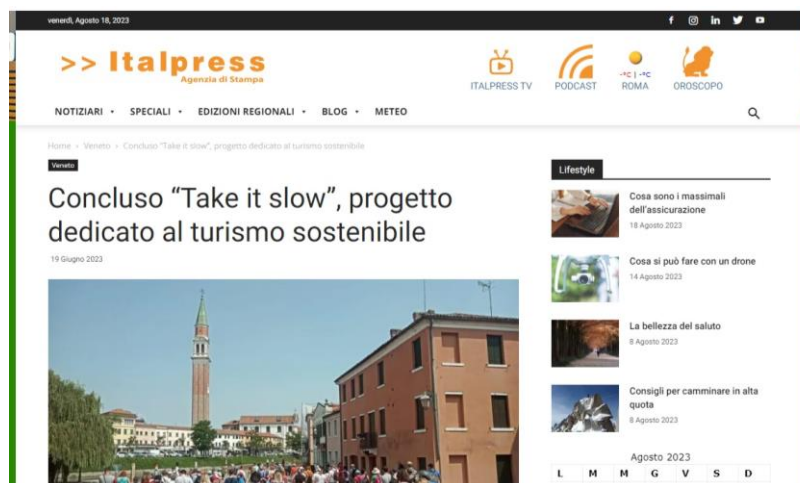 venerdì, Agosto 18, 2023
>> Italpress
Agenzia di Stampa
ITALPRESS TV
PODCAST
-°C | -°C
ROMA
OROSCOPO
NOTIZIARI
SPECIALI
EDIZIONI REGIONALI
BLOG
METEO
Home › Veneto › Concluso “Take it slow”, progetto dedicato al turismo sostenibile
Veneto
Concluso “Take it slow”, progetto
dedicato al turismo sostenibile
19 Giugno 2023
Lifestyle
Cosa sono i massimali
dell’assicurazione
18 Agosto 2023
Cosa si può fare con un drone
14 Agosto 2023
La bellezza del saluto
8 Agosto 2023
Consigli per camminare in alta
quota
8 Agosto 2023
Agosto 2023
L M M G V S D